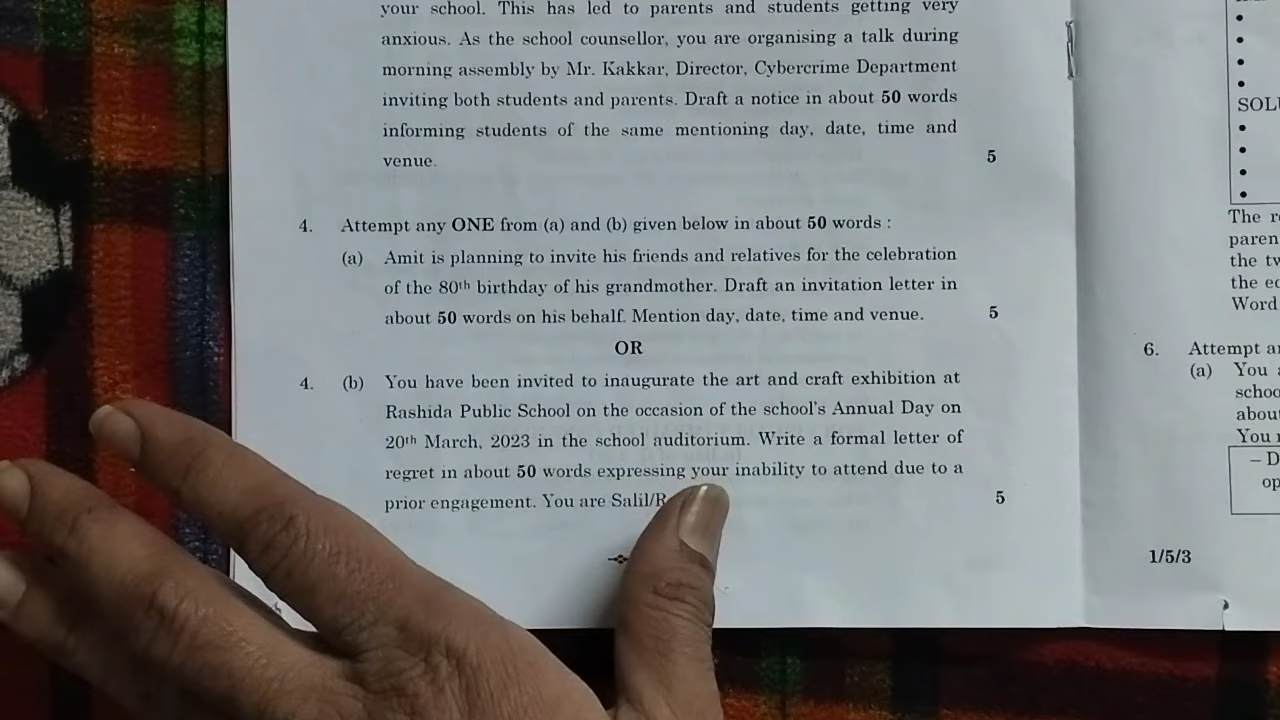 your school. This has led to parents and students getting very
anxious. As the school counsellor, you are organising a talk during
morning assembly by Mr. Kakkar, Director, Cybercrime Department
inviting both students and parents. Draft a notice in about 50 words
informing students of the same mentioning day, date, time and
venue. 5
4. Attempt any ONE from (a) and (b) given below in about 50 words :
(a) Amit is planning to invite his friends and relatives for the celebration
of the 80th birthday of his grandmother. Draft an invitation letter in
about 50 words on his behalf. Mention day, date, time and venue. 5
OR
4. (b) You have been invited to inaugurate the art and craft exhibition at
Rashida Public School on the occasion of the school's Annual Day on
20th March, 2023 in the school auditorium. Write a formal letter of
regret in about 50 words expressing your inability to attend due to a
prior engagement. You are Salil/R 5
SOLU
The
the
the
Word
6. Attempt
(a) You
You
1/5/3